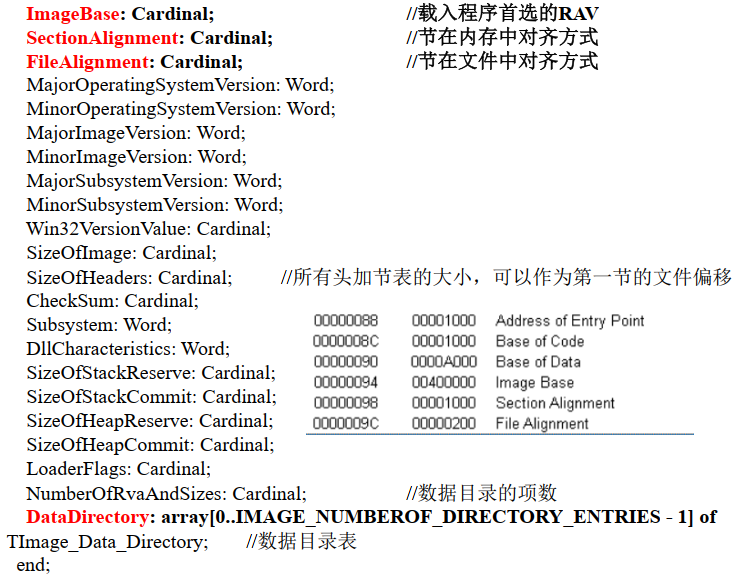 ImageBase: Cardinal; //载入程序首选的RAV
SectionAlignment: Cardinal; //节在内存中对齐方式
FileAlignment: Cardinal; //节在文件中对齐方式
MajorOperatingSystemVersion: Word;
MinorOperatingSystemVersion: Word;
MajorImageVersion: Word;
MinorImageVersion: Word;
MajorSubsystemVersion: Word;
MinorSubsystemVersion: Word;
Win32VersionValue: Cardinal;
SizeOfImage: Cardinal;
SizeOfHeaders: Cardinal; //所有头加节表的大小，可以作为第一节的文件偏移
CheckSum: Cardinal;
Subsystem: Word;
DllCharacteristics: Word;
SizeOfStackReserve: Cardinal;
SizeOfStackCommit: Cardinal;
SizeOfHeapReserve: Cardinal;
SizeOfHeapCommit: Cardinal;
LoaderFlags: Cardinal;
NumberOfRvaAndSizes: Cardinal; //数据目录的项数
DataDirectory: array[0..IMAGE_NUMBEROF_DIRECTORY_ENTRIES - 1] of
TImage_Data_Directory; //数据目录表
end;
00000088 00001000 Address of Entry Point
0000008C 00001000 Base of Code
00000090 0000A000 Base of Data
00000094 00400000 Image Base
00000098 00001000 Section Alignment
0000009C 00000200 File Alignment